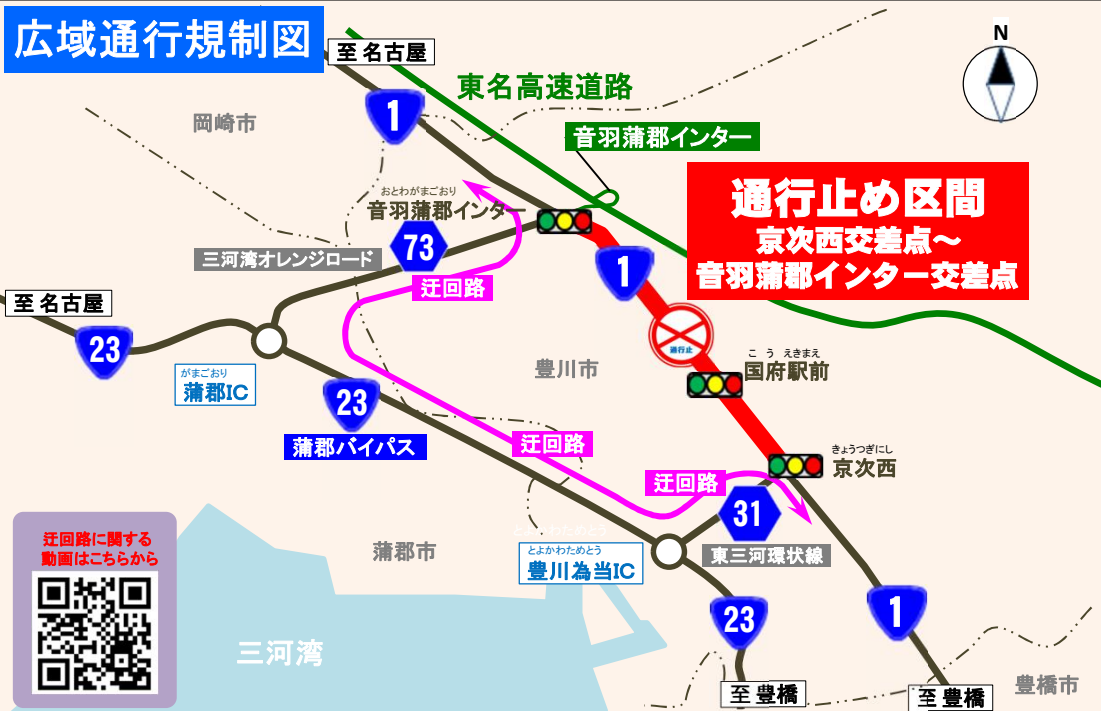 広域通行規制図
至 名古屋
N
東名高速道路
1
岡崎市
音羽蒲郡インター
通行止め区間
京次西交差点～
音羽蒲郡インター交差点
おとわがまごおり
音羽蒲郡インター
73
三河湾オレンジロード
1
迂回路
至 名古屋
23
通行止
こう えきまえ
国府駅前
豊川市
がまごおり
蒲郡IC
23
蒲郡バイパス
迂回路
きょうつぎにし
京次西
迂回路
31
迂回路に関する
動画はこちらから
蒲郡市
とよかわためとう
とよかわためとう
豊川為当IC
東三河環状線
1
23
三河湾
至 豊橋
至 豊橋
豊橋市